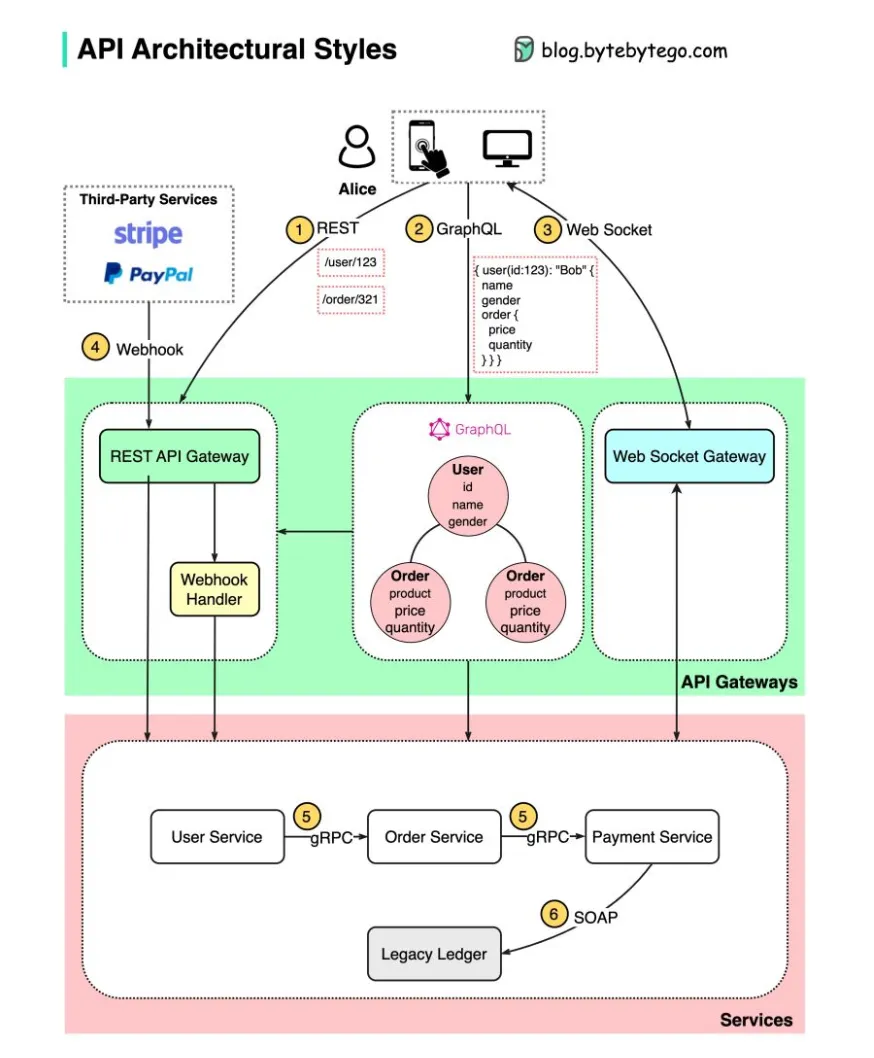 API Architectural Styles
blog.bytebytego.com
Alice
Third-Party Services
stripe
PayPal
1
REST
/user/123
/order/321
2
GraphQL
{ user(id:123): "Bob" {
name
gender
order {
price
quantity
} } }
3
Web Socket
4
Webhook
REST API Gateway
Webhook
Handler
GraphQL
User
id
name
gender
Order
product
price
quantity
Order
product
price
quantity
Web Socket Gateway
API Gateways
User Service
5
gRPC
Order Service
5
gRPC
Payment Service
6
SOAP
Legacy Ledger
Services